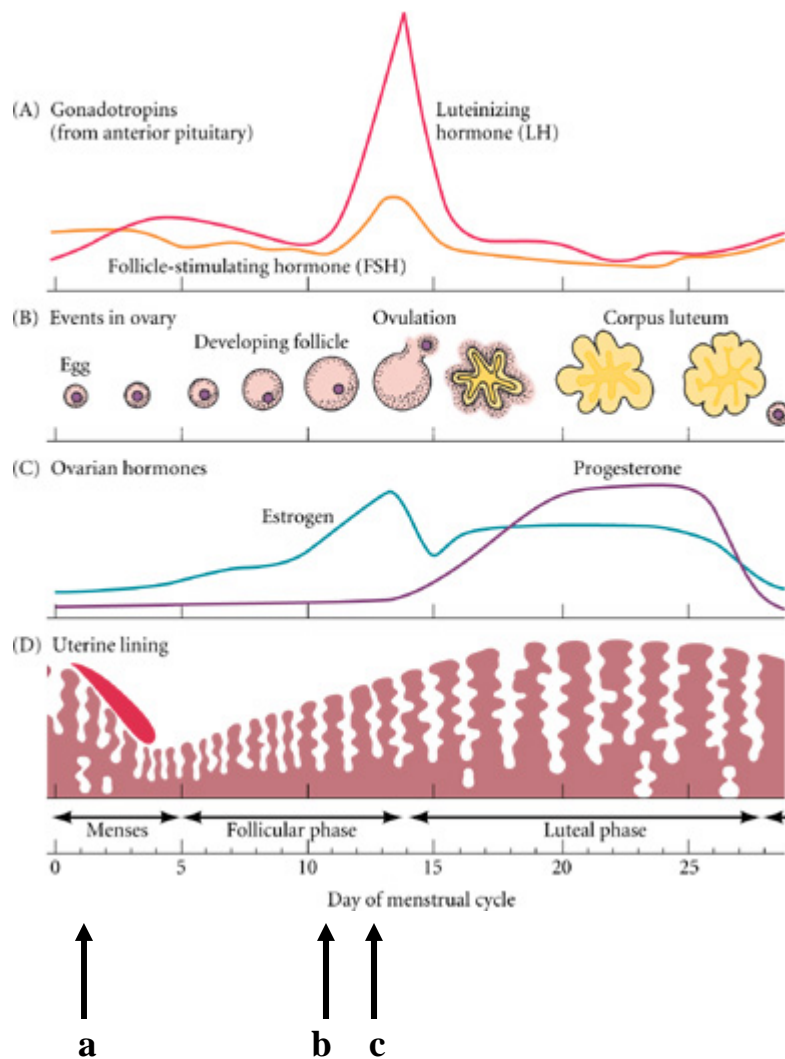 (A) Gonadotropins
(from anterior pituitary)
Luteinizing
hormone (LH)
Follicle-stimulating hormone (FSH)
(B) Events in ovary
Ovulation
Corpus luteum
Developing follicle
Egg
(C) Ovarian hormones
Progesterone
Estrogen
(D) Uterine lining
Menses
Follicular phase
Luteal phase
0 5 10 15 20 25
Day of menstrual cycle
a b c